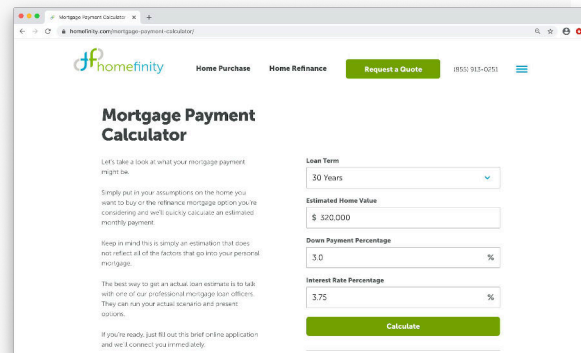 Mortgage Payment Calculator
homefinity.com/mortgage-payment-calculator/
homefinity
Home Purchase
Home Refinance
Request a Quote
(855) 913-0251
Mortgage Payment
Calculator
Let's take a look at what your mortgage payment
might be.
Simply put in your assumptions on the home you
want to buy or the refinance mortgage option you're
considering and we'll quickly calculate an estimated
monthly payment.
Keep in mind this is simply an estimation that does
not reflect all of the factors that go into your personal
mortgage.
The best way to get an actual loan estimate is to talk
with one of our professional mortgage loan officers.
They can run your actual scenario and present
options.
If you're ready, just fill out this brief online application
and we'll connect you immediately.
Loan Term
30 Years
Estimated Home Value
$ 320,000
Down Payment Percentage
3.0 %
Interest Rate Percentage
3.75 %
Calculate